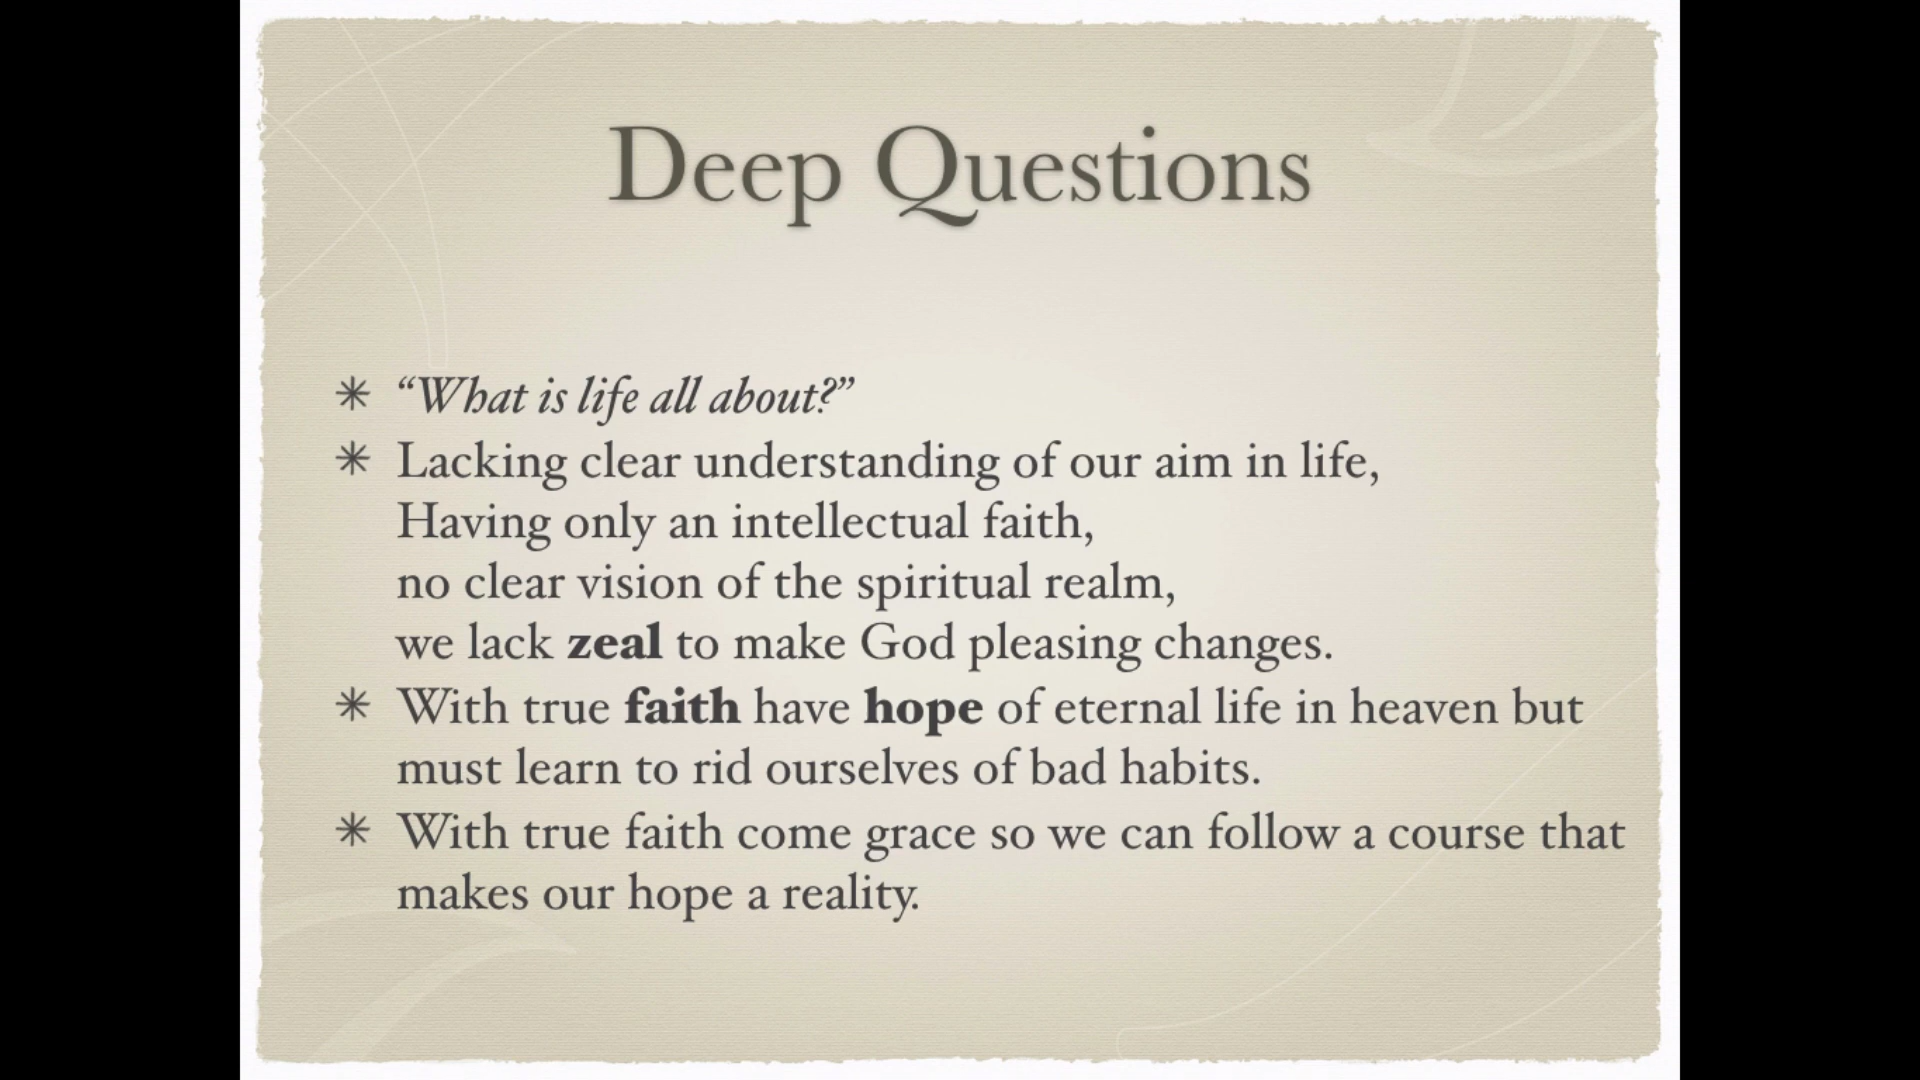 Deep Questions
“What is life all about?”
Lacking clear understanding of our aim in life,
Having only an intellectual faith,
no clear vision of the spiritual realm,
we lack zeal to make God pleasing changes.
With true faith have hope of eternal life in heaven but
must learn to rid ourselves of bad habits.
With true faith come grace so we can follow a course that
makes our hope a reality.